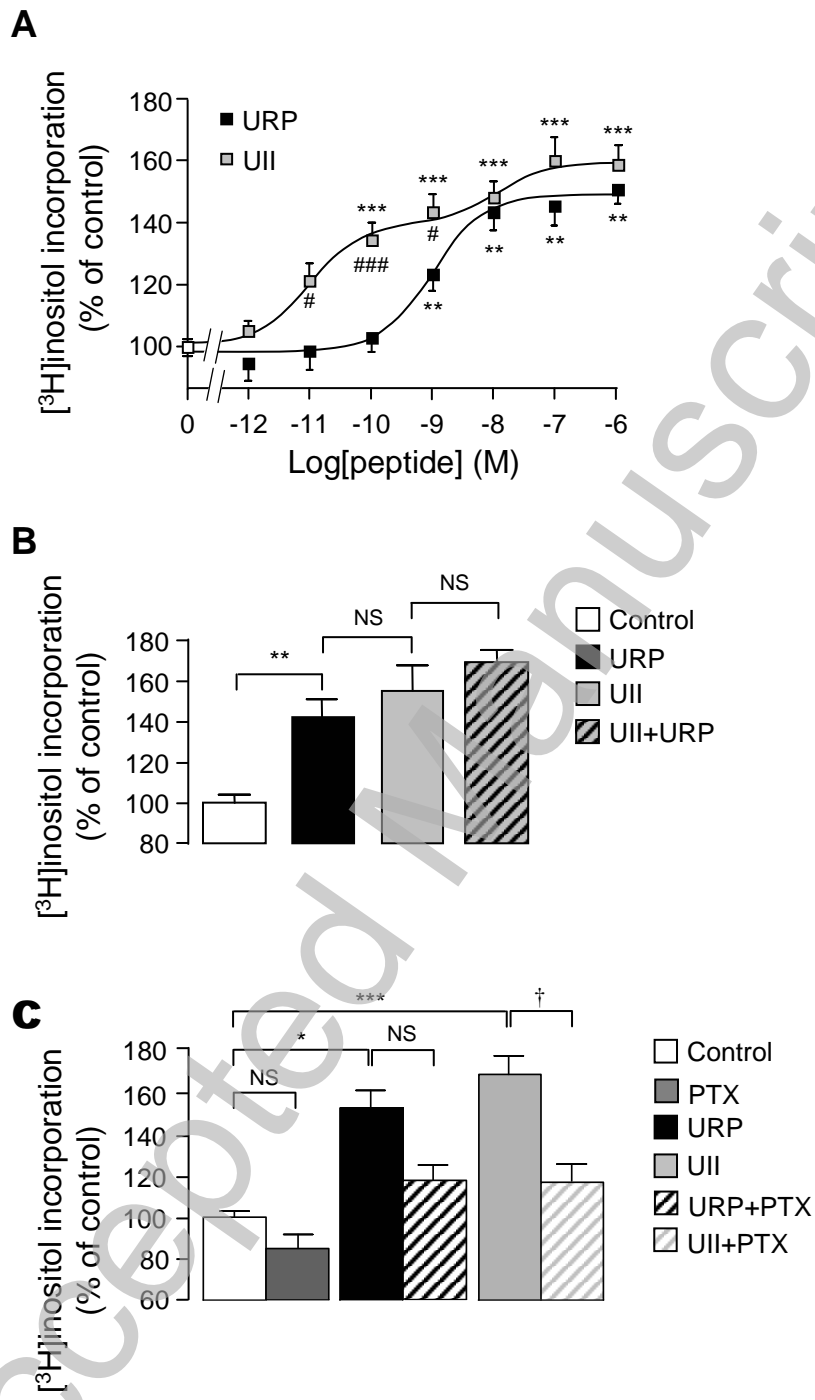 A
[³H]inositol incorporation
(% of control)
180
160
140
120
100
URP
UII
***
***
***
***
***
#
###
#
**
**
**
**
0 -12 -11 -10 -9 -8 -7 -6
Log[peptide] (M)
B
[³H]inositol incorporation
(% of control)
180
160
140
120
100
80
**
NS
NS
Control
URP
UII
UII+URP
C
[³H]inositol incorporation
(% of control)
180
160
140
120
100
80
60
***
†
*
NS
NS
Control
PTX
URP
UII
URP+PTX
UII+PTX